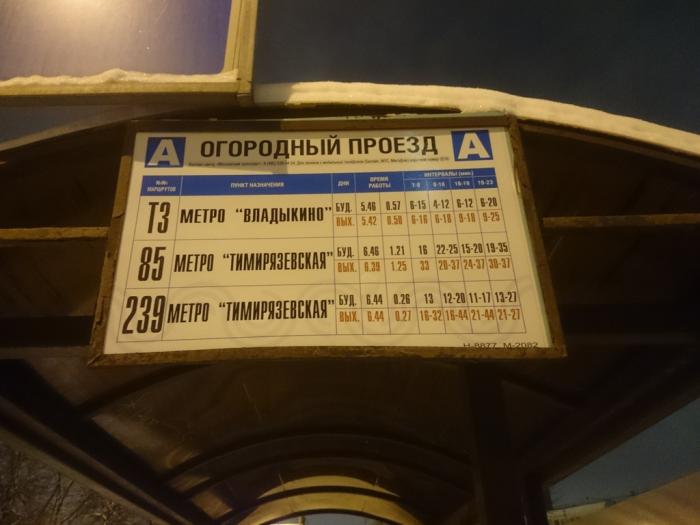 А ОГОРОДНЫЙ ПРОЕЗД А
№№ МАРШРУТОВ ПУНКТ НАЗНАЧЕНИЯ ДНИ ВРЕМЯ РАБОТЫ ИНТЕРВАЛЫ (мин.)
7-9 9-16 16-19 19-23
Т3 МЕТРО "ВЛАДЫКИНО" БУД. 5.46 0.57 6-15 4-12 6-12 6-20
ВЫХ. 5.42 0.58 6-16 6-18 9-18 9-25
85 МЕТРО "ТИМИРЯЗЕВСКАЯ" БУД. 6.46 1.21 16 22-25 15-20 19-35
ВЫХ. 6.39 1.25 33 20-37 24-37 30-37
239 МЕТРО "ТИМИРЯЗЕВСКАЯ" БУД. 6.44 0.26 13 12-20 11-17 13-27
ВЫХ. 6.44 0.27 16-32 16-44 21-44 21-27
Н-8877 М-2082